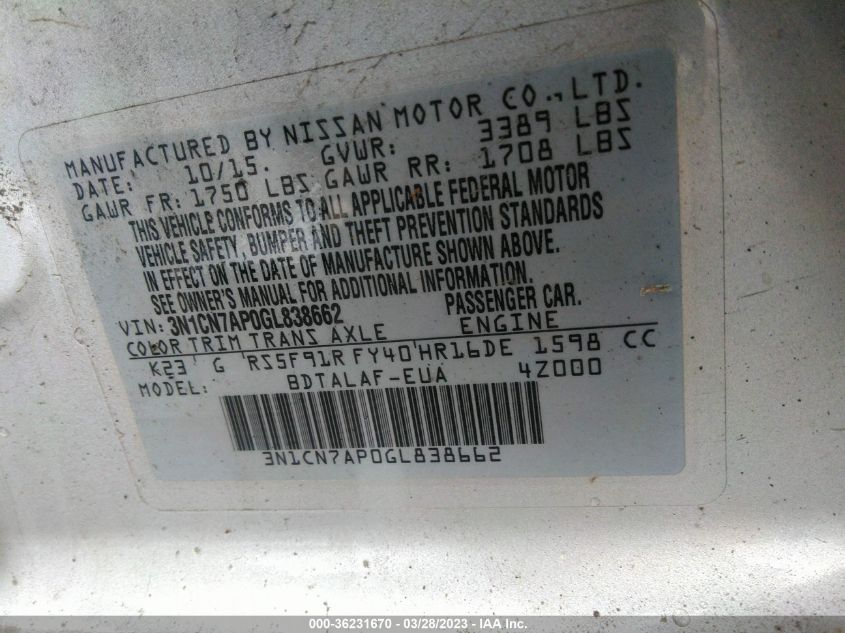 MANUFACTURED BY NISSAN MOTOR CO., LTD.
DATE: 10/15. GVWR: 3389 LBS
GAWR FR: 1750 LBS GAWR RR: 1708 LBS
THIS VEHICLE CONFORMS TO ALL APPLICABLE FEDERAL MOTOR
VEHICLE SAFETY, BUMPER AND THEFT PREVENTION STANDARDS
IN EFFECT ON THE DATE OF MANUFACTURE SHOWN ABOVE.
SEE OWNER'S MANUAL FOR ADDITIONAL INFORMATION.
VIN: 3N1CN7AP0GL838662 PASSENGER CAR.
COLOR TRIM TRANS AXLE ENGINE
K23 G RS5F91R FY40 HR16DE 1598 CC
MODEL: BDTALAF-EUA 4Z000
3N1CN7AP0GL838662
000-36231670 - 03/28/2023 - IAAI.com